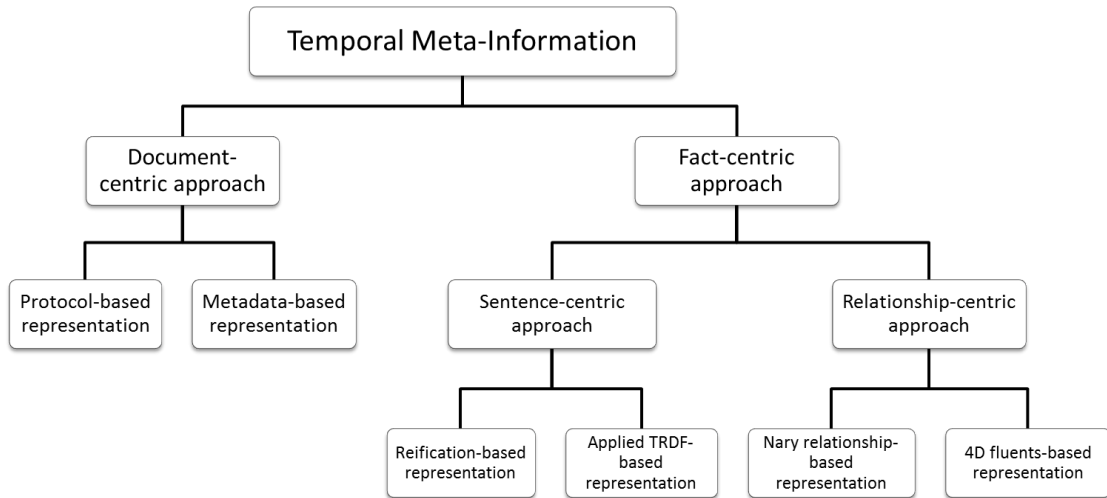 Temporal Meta-Information
Document-
centric approach
Fact-centric
approach
Protocol-based
representation
Metadata-based
representation
Sentence-centric
approach
Relationship-centric
approach
Reification-based
representation
Applied TRDF-
based
representation
Nary relationship-
based
representation
4D fluents-based
representation